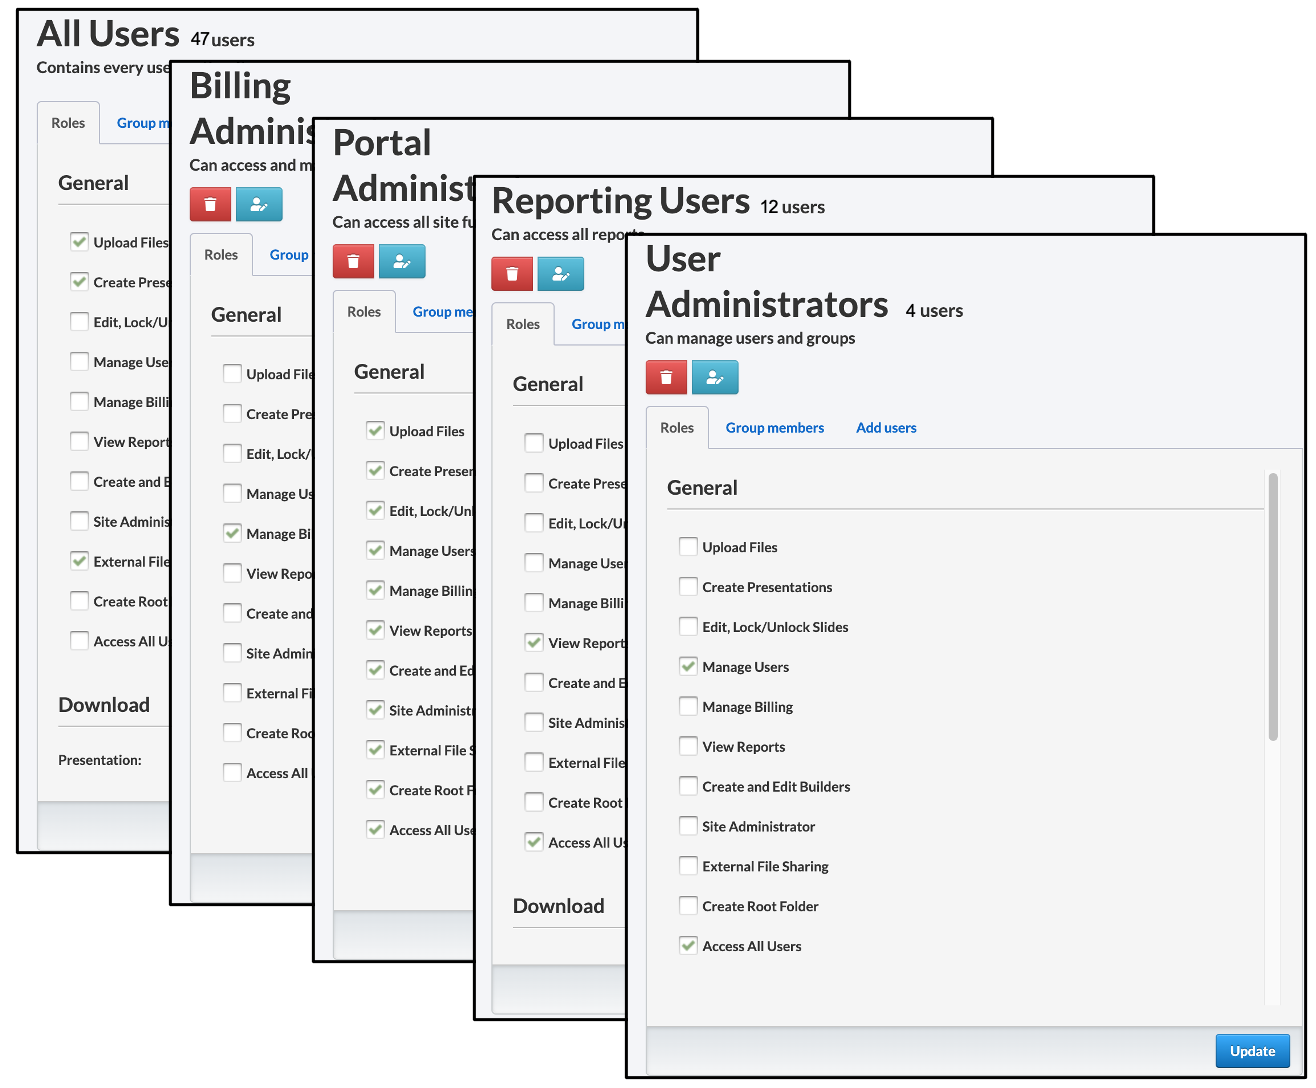 All Users 47 users
Contains every use
Roles Group m
General
Upload Files
Create Prese
Edit, Lock/U
Manage Use
Manage Billi
View Report
Create and E
Site Adminis
External File
Create Root
Access All U
Download
Presentation:
Billing
Adminis
Can access and m
Roles Group
General
Upload File
Create Pre
Edit, Lock/
Manage Us
Manage Bi
View Repo
Create and
Site Admin
External Fi
Create Roo
Access All
Portal
Administ
Can access all site fu
Roles Group me
General
Upload Files
Create Presen
Edit, Lock/Unl
Manage Users
Manage Billin
View Reports
Create and Ed
Site Administr
External File S
Create Root F
Access All Use
Reporting Users 12 users
Can access all reports
Roles Group m
General
Upload Files
Create Prese
Edit, Lock/U
Manage User
Manage Billi
View Report
Create and E
Site Adminis
External File
Create Root
Access All Us
Download
User
Administrators 4 users
Can manage users and groups
Roles Group members Add users
General
Upload Files
Create Presentations
Edit, Lock/Unlock Slides
Manage Users
Manage Billing
View Reports
Create and Edit Builders
Site Administrator
External File Sharing
Create Root Folder
Access All Users
Update